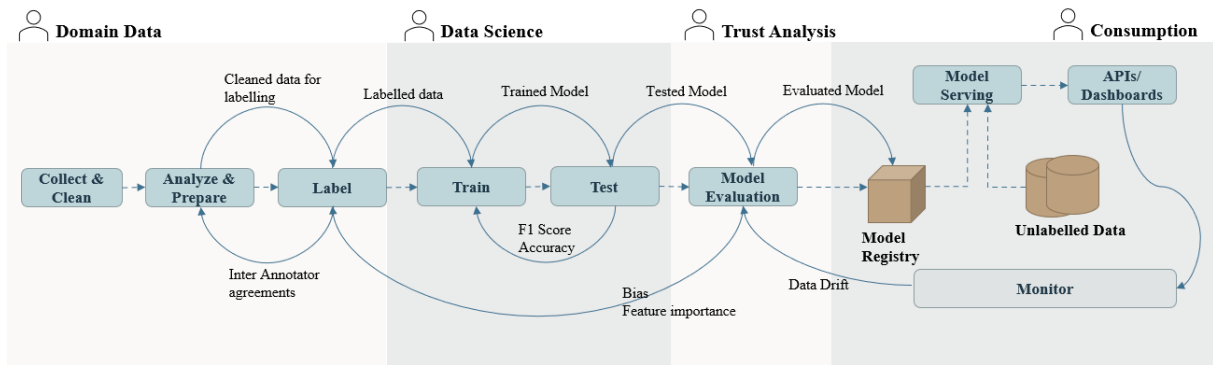 Domain Data
Data Science
Trust Analysis
Consumption
Cleaned data for
labelling
Labelled data
Trained Model
Tested Model
Evaluated Model
Model
Serving
APIs/
Dashboards
Collect &
Clean
Analyze &
Prepare
Label
Train
Test
Model
Evaluation
Model
Registry
Unlabelled Data
F1 Score
Accuracy
Inter Annotator
agreements
Bias
Feature importance
Data Drift
Monitor